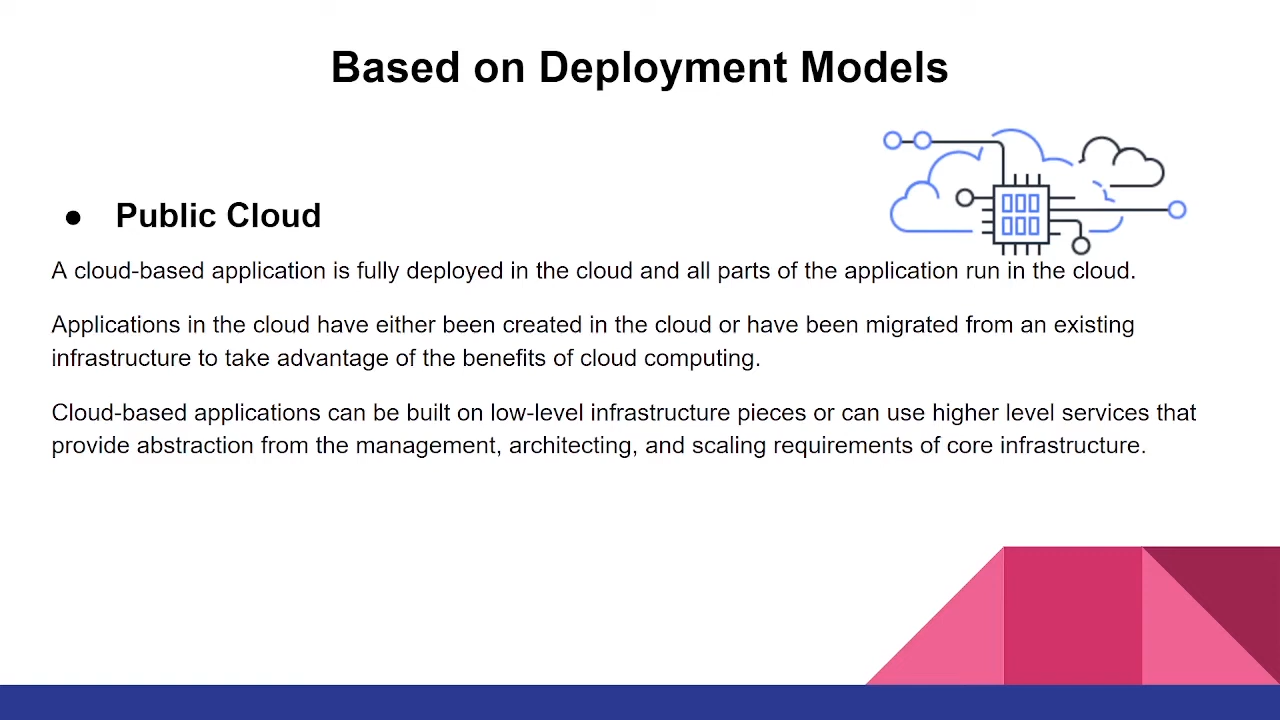 Based on Deployment Models
● Public Cloud
A cloud-based application is fully deployed in the cloud and all parts of the application run in the cloud.
Applications in the cloud have either been created in the cloud or have been migrated from an existing
infrastructure to take advantage of the benefits of cloud computing.
Cloud-based applications can be built on low-level infrastructure pieces or can use higher level services that
provide abstraction from the management, architecting, and scaling requirements of core infrastructure.